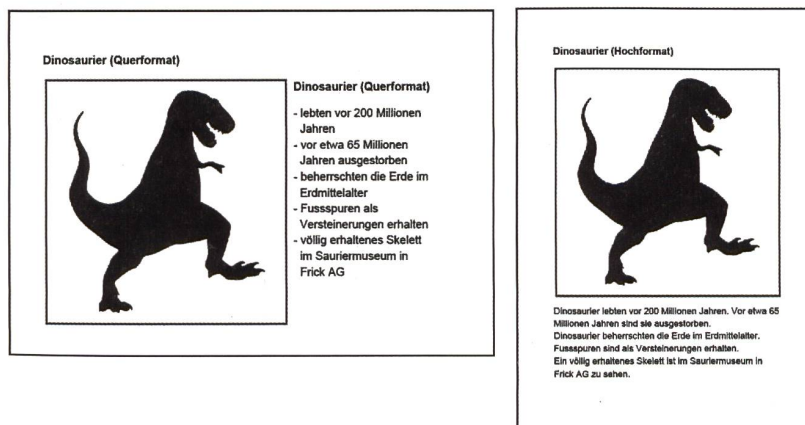 Dinosaurier (Querformat)
Dinosaurier (Querformat)
- lebten vor 200 Millionen
Jahren
- vor etwa 65 Millionen
Jahren ausgestorben
- beherrschten die Erde im
Erdmittelalter
- Fussspuren als
Versteinerungen erhalten
- völlig erhaltenes Skelett
im Sauriermuseum in
Frick AG
Dinosaurier (Hochformat)
Dinosaurier lebten vor 200 Millionen Jahren. Vor etwa 65
Millionen Jahren sind sie ausgestorben.
Dinosaurier beherrschten die Erde im Erdmittelalter.
Fussspuren sind als Versteinerungen erhalten.
Ein völlig erhaltenes Skelett ist im Sauriermuseum in
Frick AG zu sehen.